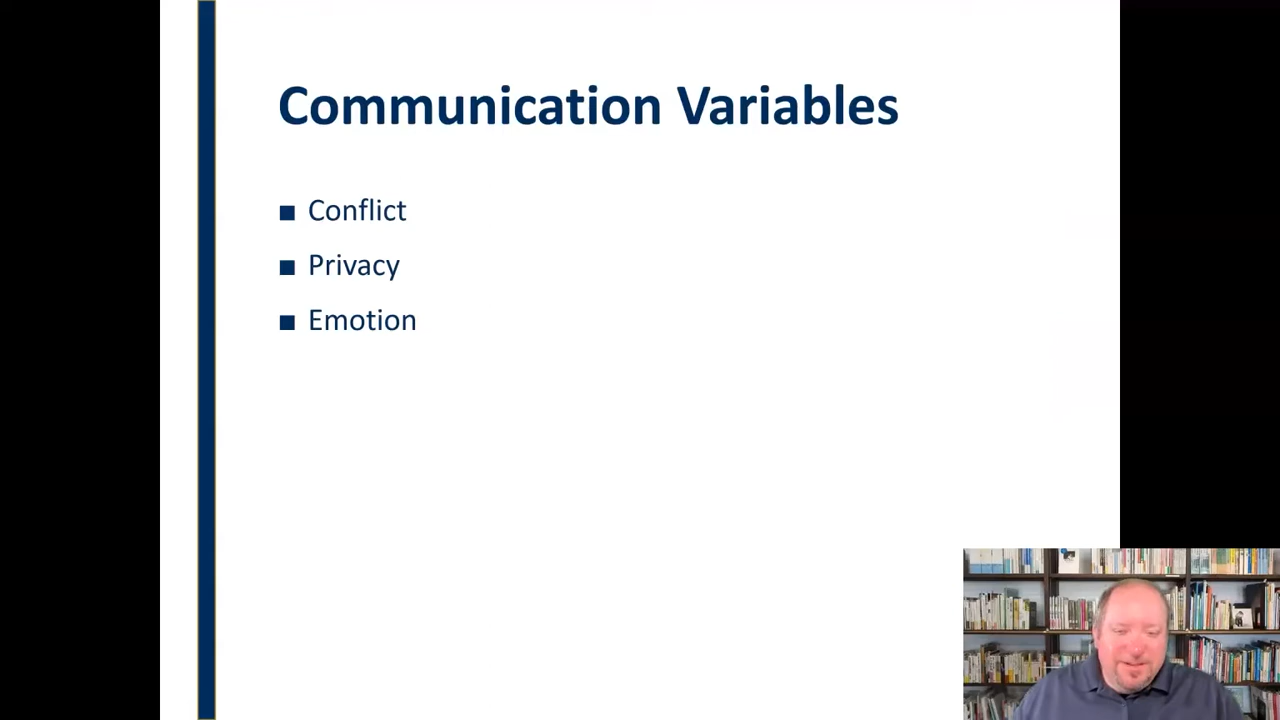 Communication Variables
■ Conflict
■ Privacy
■ Emotion